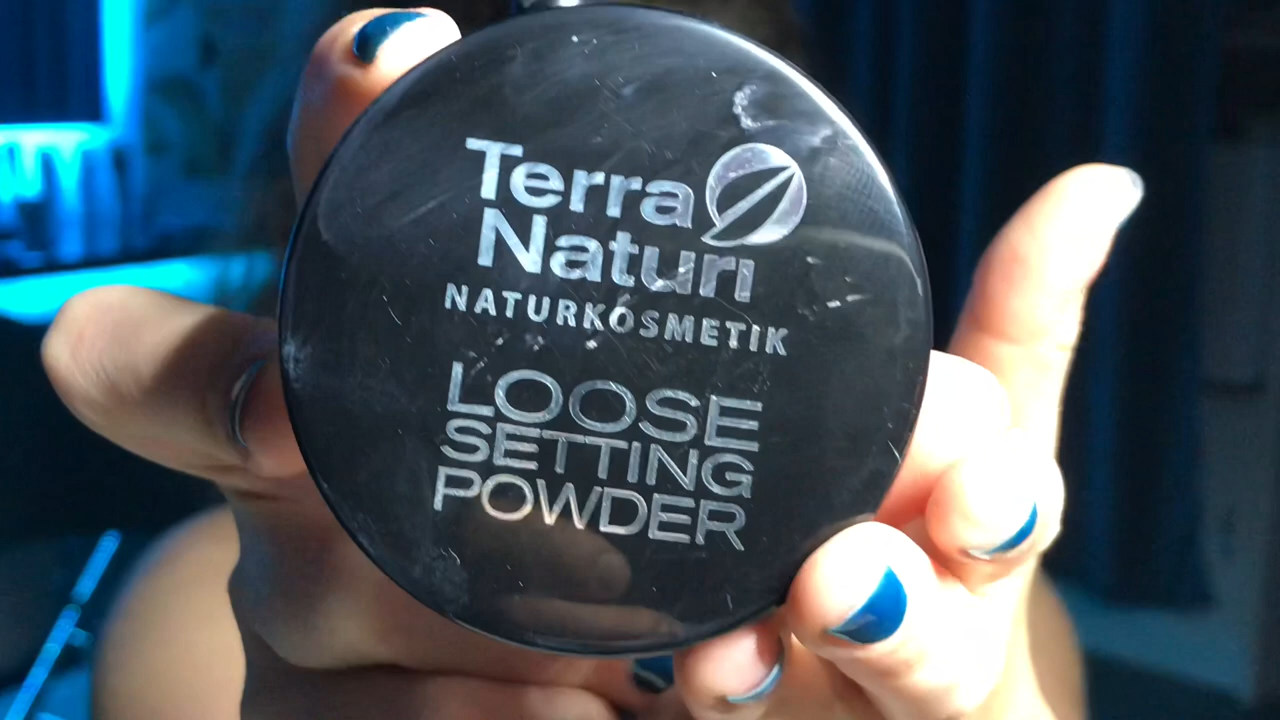 Terra
Naturi
NATURKOSMETIK
LOOSE
SETTING
POWDER